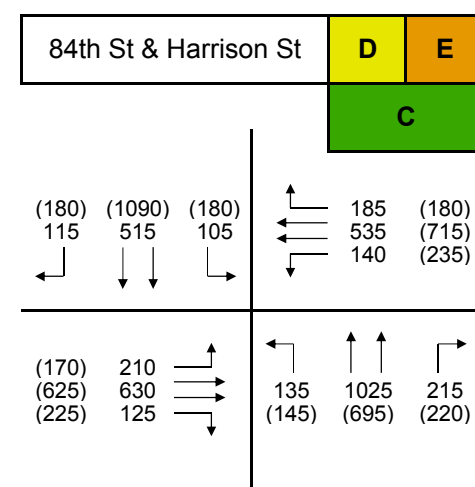 84th St & Harrison St D E
C
(180) (1090) (180)
115 515 105
185 (180)
535 (715)
140 (235)
(170) 210
(625) 630
(225) 125
135 1025 215
(145) (695) (220)